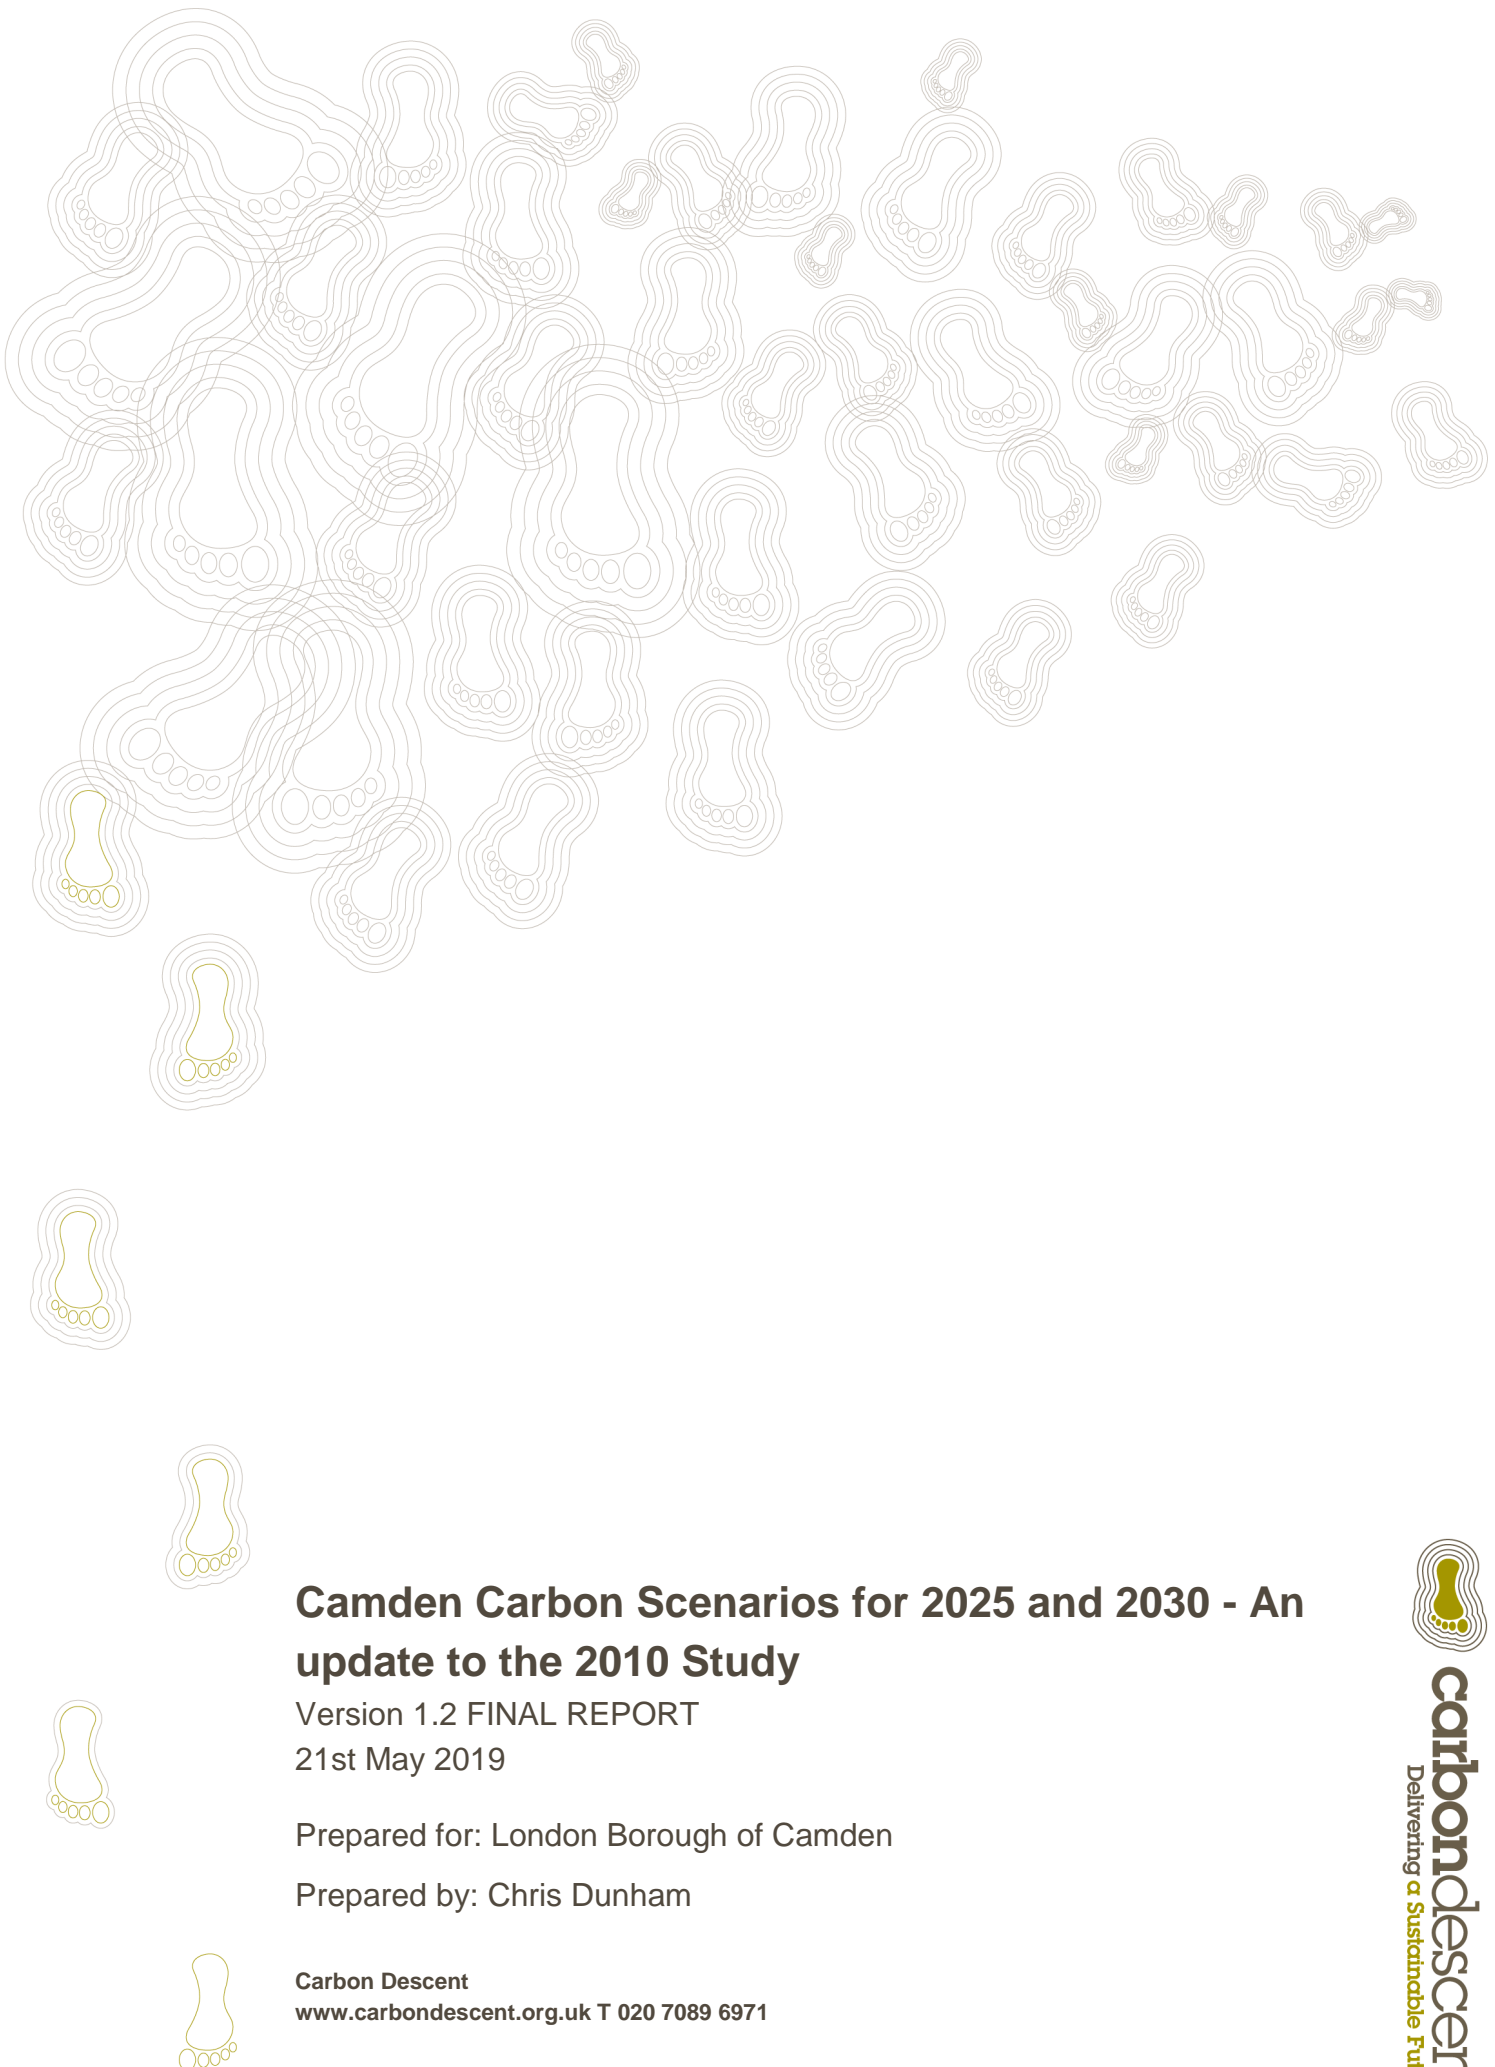 Camden Carbon Scenarios for 2025 and 2030 - An
update to the 2010 Study
Version 1.2 FINAL REPORT
21st May 2019
Prepared for: London Borough of Camden
Prepared by: Chris Dunham
Carbon Descent
www.carbondescent.org.uk T 020 7089 6971
Delivering a Sustainable